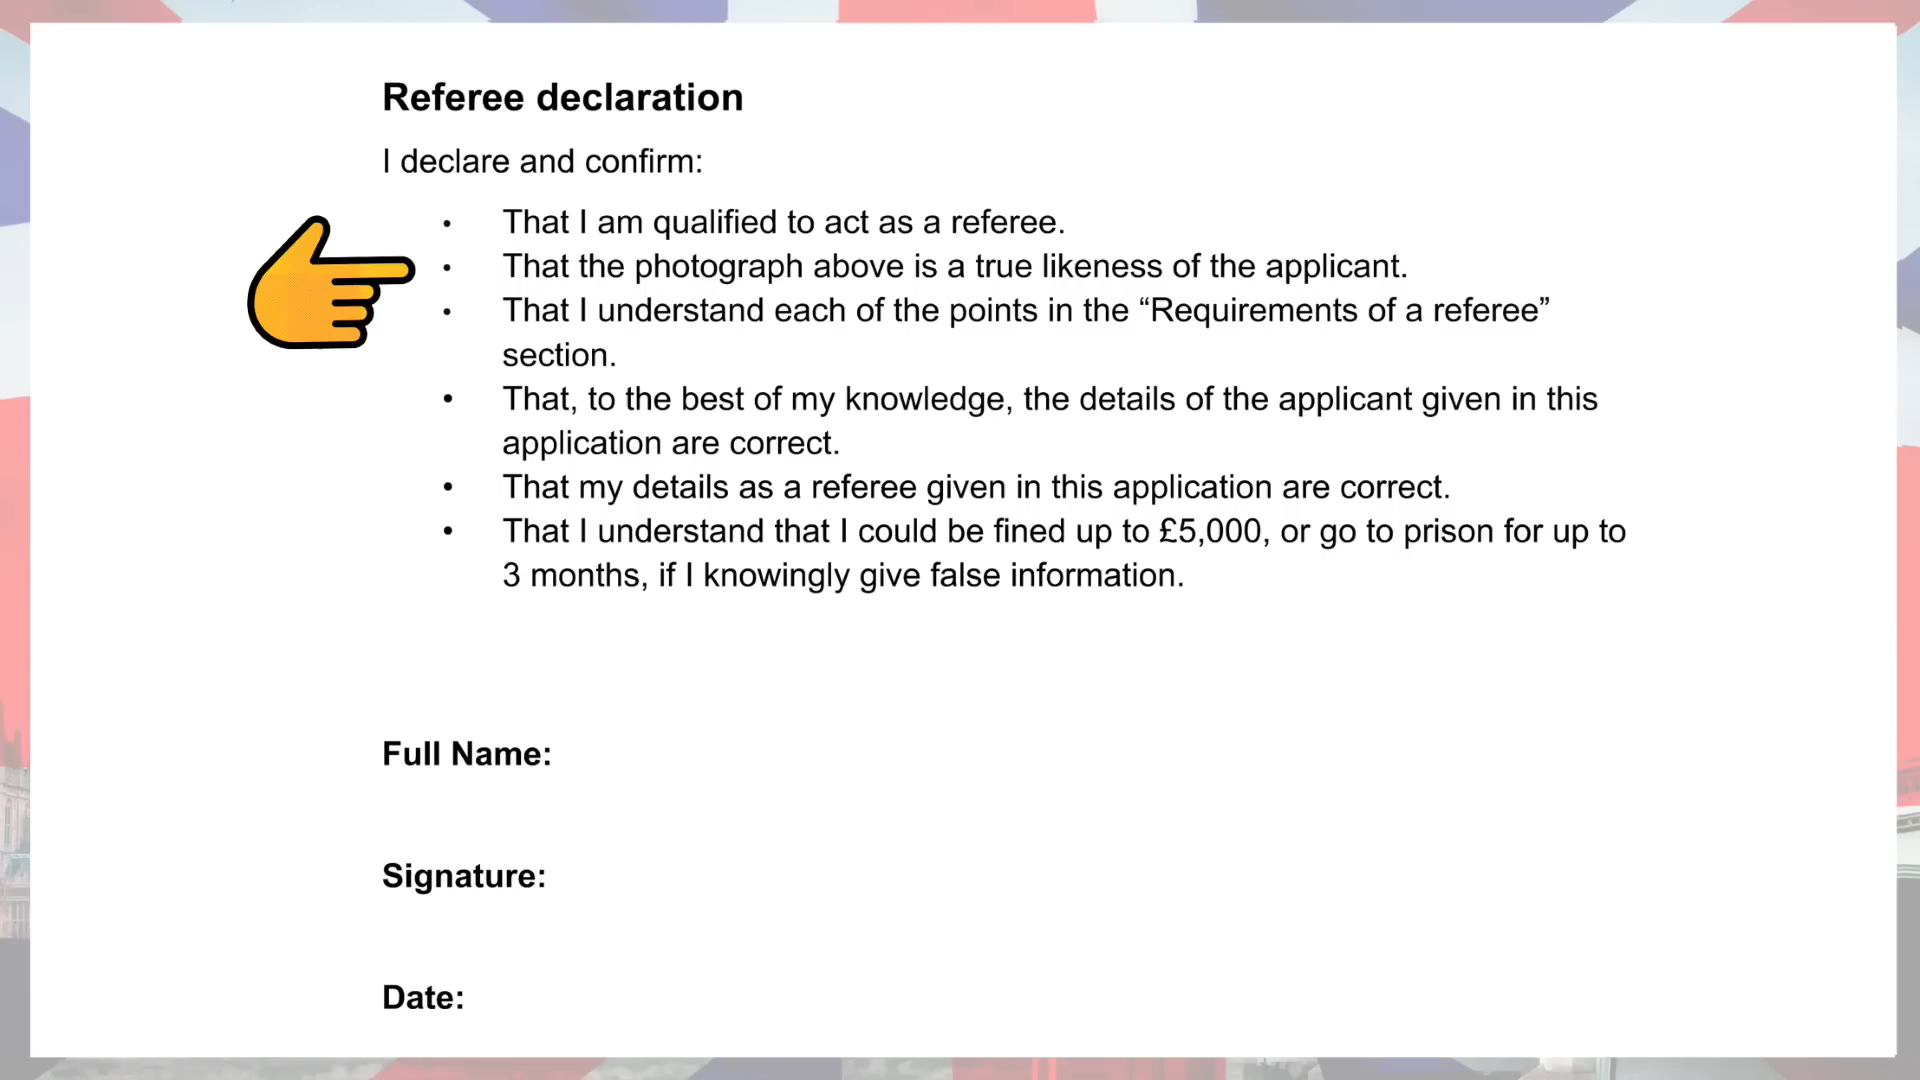 Referee declaration
I declare and confirm:
• That I am qualified to act as a referee.
• That the photograph above is a true likeness of the applicant.
• That I understand each of the points in the “Requirements of a referee”
section.
• That, to the best of my knowledge, the details of the applicant given in this
application are correct.
• That my details as a referee given in this application are correct.
• That I understand that I could be fined up to £5,000, or go to prison for up to
3 months, if I knowingly give false information.
Full Name:
Signature:
Date: